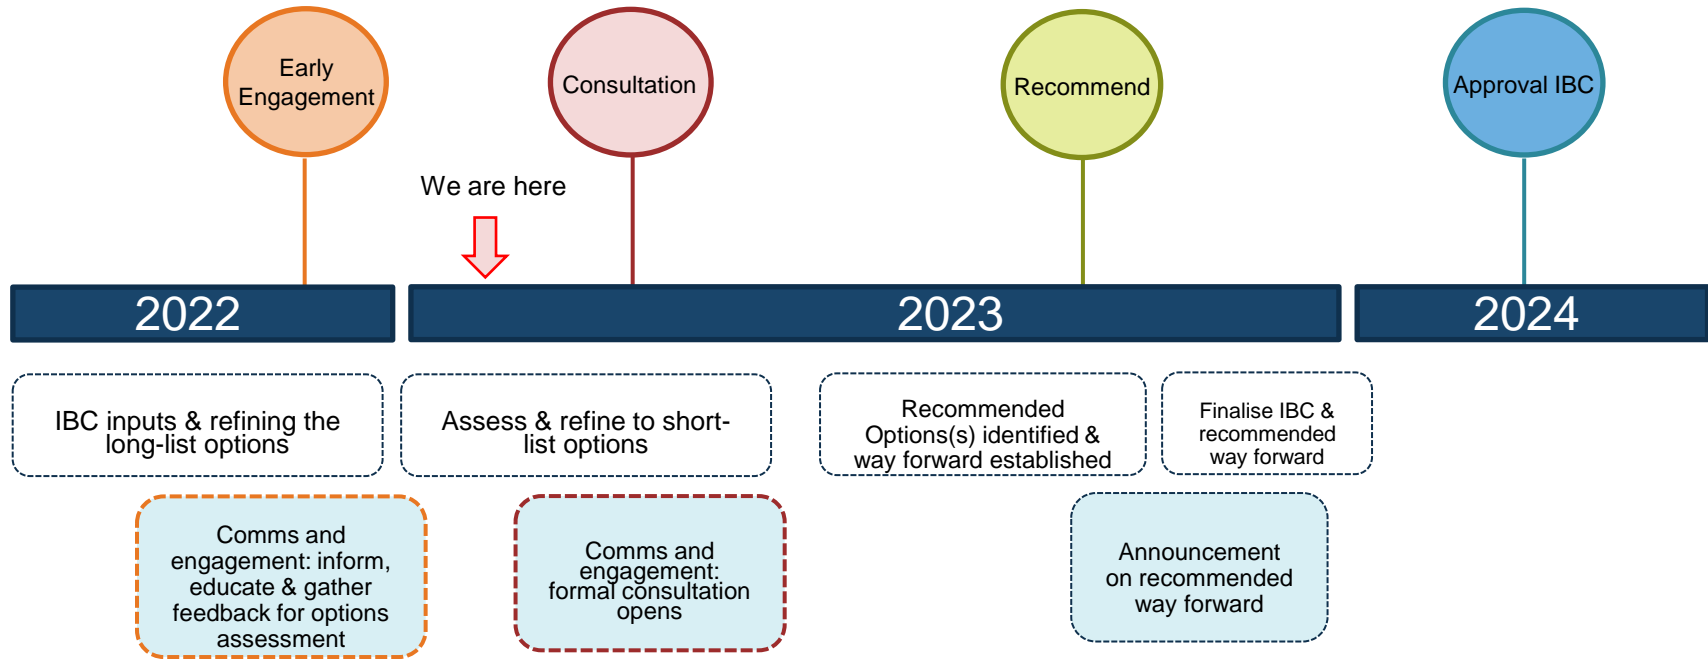 Early
Engagement
Consultation
Recommend
Approval IBC
We are here
2022
2023
2024
IBC inputs & refining the
long-list options
Assess & refine to short-
list options
Recommended
Options(s) identified &
way forward established
Finalise IBC &
recommended
way forward
Comms and
engagement: inform,
educate & gather
feedback for options
assessment
Comms and
engagement:
formal consultation
opens
Announcement
on recommended
way forward